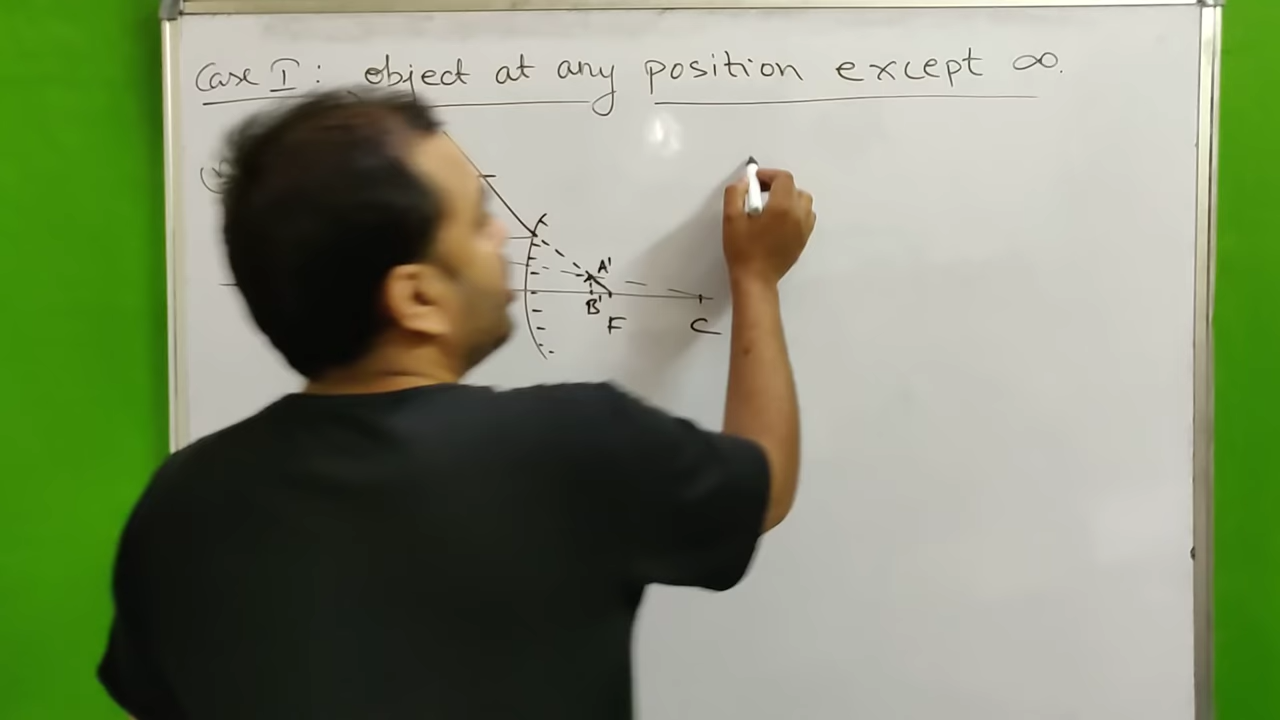 Case I : object at any position except ∞.
A'
B'
F
C